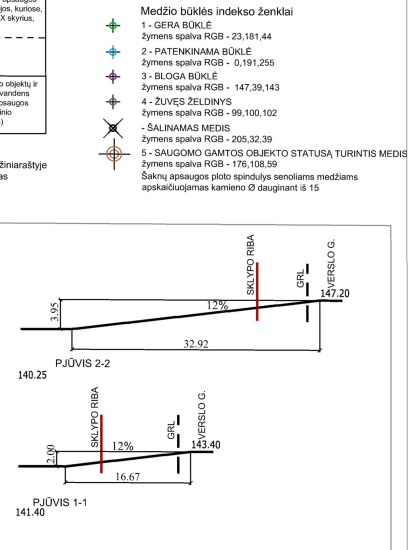 apsaugos
jos, kuriose,
X skyrius,
o objektų ir
vandens
psaugos
inio
s)
žiniaraštyje
as
Medžio būklės indekso ženklai
1 - GERA BŪKLĖ
žymens spalva RGB - 23,181,44
2 - PATENKINAMA BŪKLĖ
žymens spalva RGB - 0,191,255
3 - BLOGA BŪKLĖ
žymens spalva RGB - 147,39,143
4 - ŽUVĘS ŽELDINYS
žymens spalva RGB - 99,100,102
- ŠALINAMAS MEDIS
žymens spalva RGB - 205,32,39
5 - SAUGOMO GAMTOS OBJEKTO STATUSĄ TURINTIS MEDIS
žymens spalva RGB - 176,108,59
Šaknų apsaugos ploto spindulys senoliams medžiams
apskaičiuojamas kamieno Ø dauginant iš 15
SKLYPO RIBA
GRL
VERSLO G.
147.20
3.95
12%
32.92
PJŪVIS 2-2
140.25
SKLYPO RIBA
GRL
VERSLO G.
143.40
2.00
12%
16.67
PJŪVIS 1-1
141.40